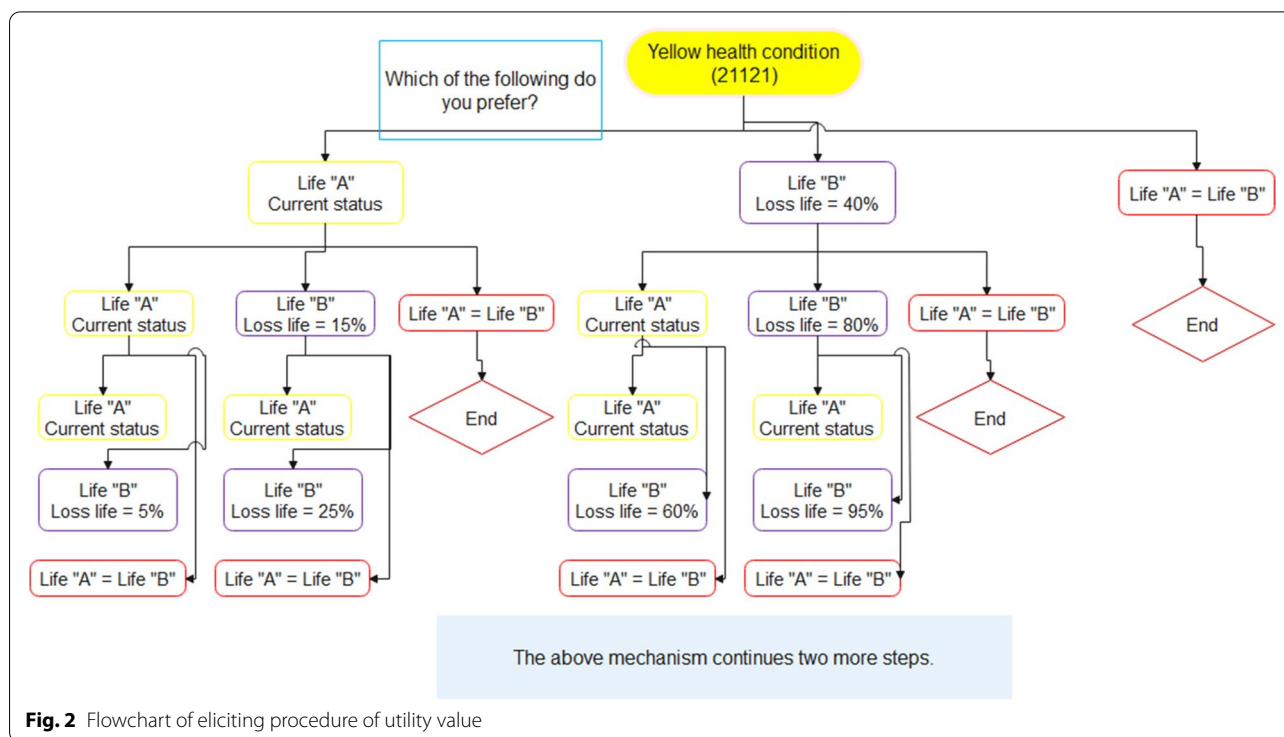 Which of the following do
you prefer?
Yellow health condition
(21121)
Life "A"
Current status
Life "B"
Loss life = 40%
Life "A" = Life "B"
Life "A"
Current status
Life "B"
Loss life = 15%
Life "A" = Life "B"
Life "A"
Current status
Life "B"
Loss life = 80%
Life "A" = Life "B"
End
Life "A"
Current status
Life "A"
Current status
End
Life "A"
Current status
Life "A"
Current status
End
Life "B"
Loss life = 5%
Life "B"
Loss life = 25%
Life "B"
Loss life = 60%
Life "B"
Loss life = 95%
Life "A" = Life "B"
Life "A" = Life "B"
Life "A" = Life "B"
Life "A" = Life "B"
The above mechanism continues two more steps.
Fig. 2 Flowchart of eliciting procedure of utility value